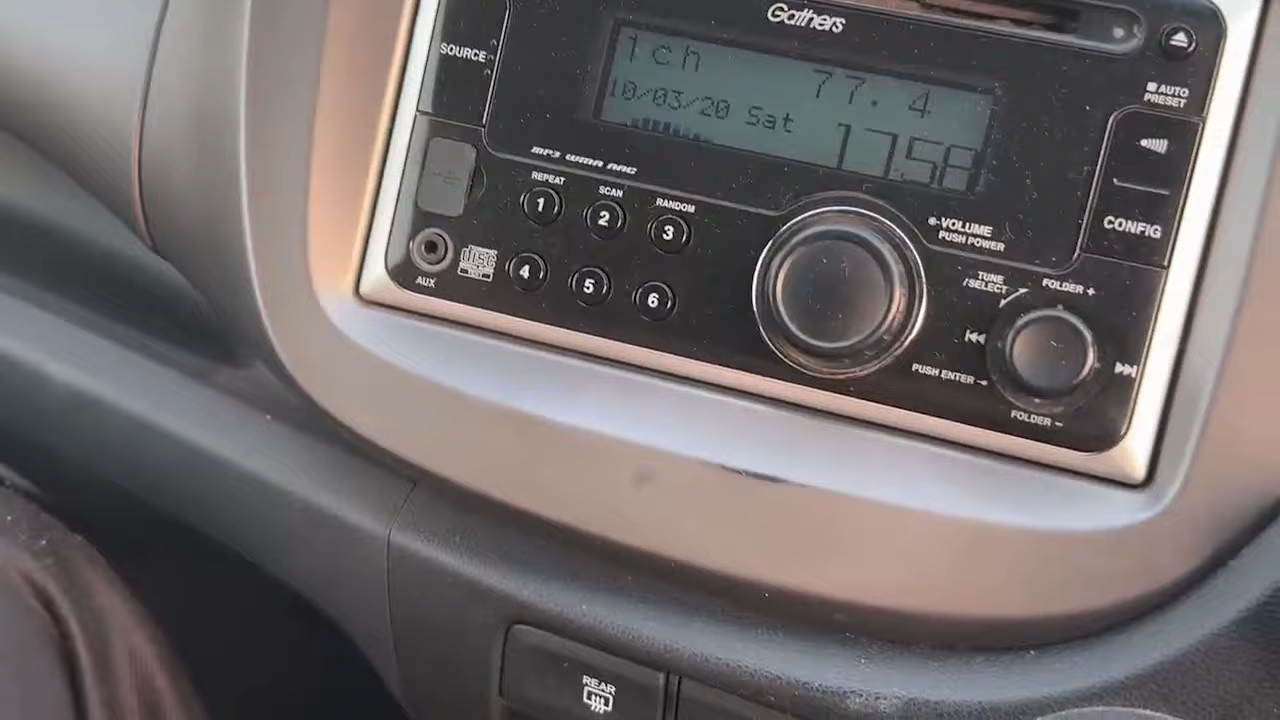 Gathers
SOURCE
1ch 77.4
10/03/20 Sat
17:58
AUTO
PRESET
MP3 WMA AAC
REPEAT
1
SCAN
2
RANDOM
3
VOLUME
PUSH POWER
CONFIG
AUX
disc
4
5
6
TUNE
/SELECT
FOLDER +
PUSH ENTER
FOLDER -
REAR